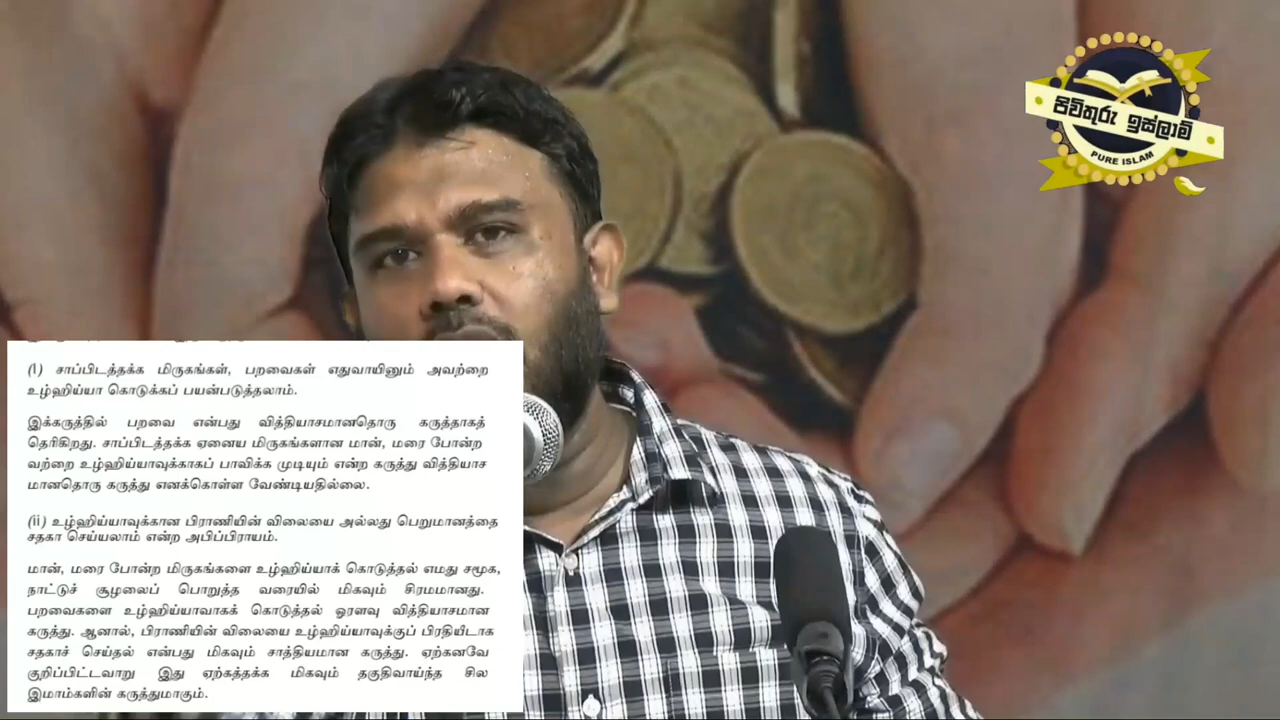 පිවිතුරු ඉස්ලාම්
PURE ISLAM
(i) சாப்பிடத்தக்க மிருகங்கள், பறவைகள் எதுவாயினும் அவற்றை
உழ்ஹிய்யா கொடுக்கப் பயன்படுத்தலாம்.
இக்கருத்தில் பறவை என்பது வித்தியாசமானதொரு கருத்தாகத்
தெரிகிறது. சாப்பிடத்தக்க ஏனைய மிருகங்களான மான், மரை போன்ற
வற்றை உழ்ஹிய்யாவுக்காகப் பாவிக்க முடியும் என்ற கருத்து வித்தியாச
மானதொரு கருத்து எனக்கொள்ள வேண்டியதில்லை.
(ii) உழ்ஹிய்யாவுக்கான பிராணியின் விலையை அல்லது பெறுமானத்தை
சதகா செய்யலாம் என்ற அபிப்பிராயம்.
மான், மரை போன்ற மிருகங்களை உழ்ஹிய்யாக் கொடுத்தல் எமது சமூக,
நாட்டுச் சூழலைப் பொறுத்த வரையில் மிகவும் சிரமமானது.
பறவைகளை உழ்ஹிய்யாவாகக் கொடுத்தல் ஓரளவு வித்தியாசமான
கருத்து. ஆனால், பிராணியின் விலையை உழ்ஹிய்யாவுக்குப் பிரதியீடாக
சதகாச் செய்தல் என்பது மிகவும் சாத்தியமான கருத்து. ஏற்கனவே
குறிப்பிட்டவாறு இது ஏற்கத்தக்க மிகவும் தகுதிவாய்ந்த சில
இமாம்களின் கருத்துமாகும்.